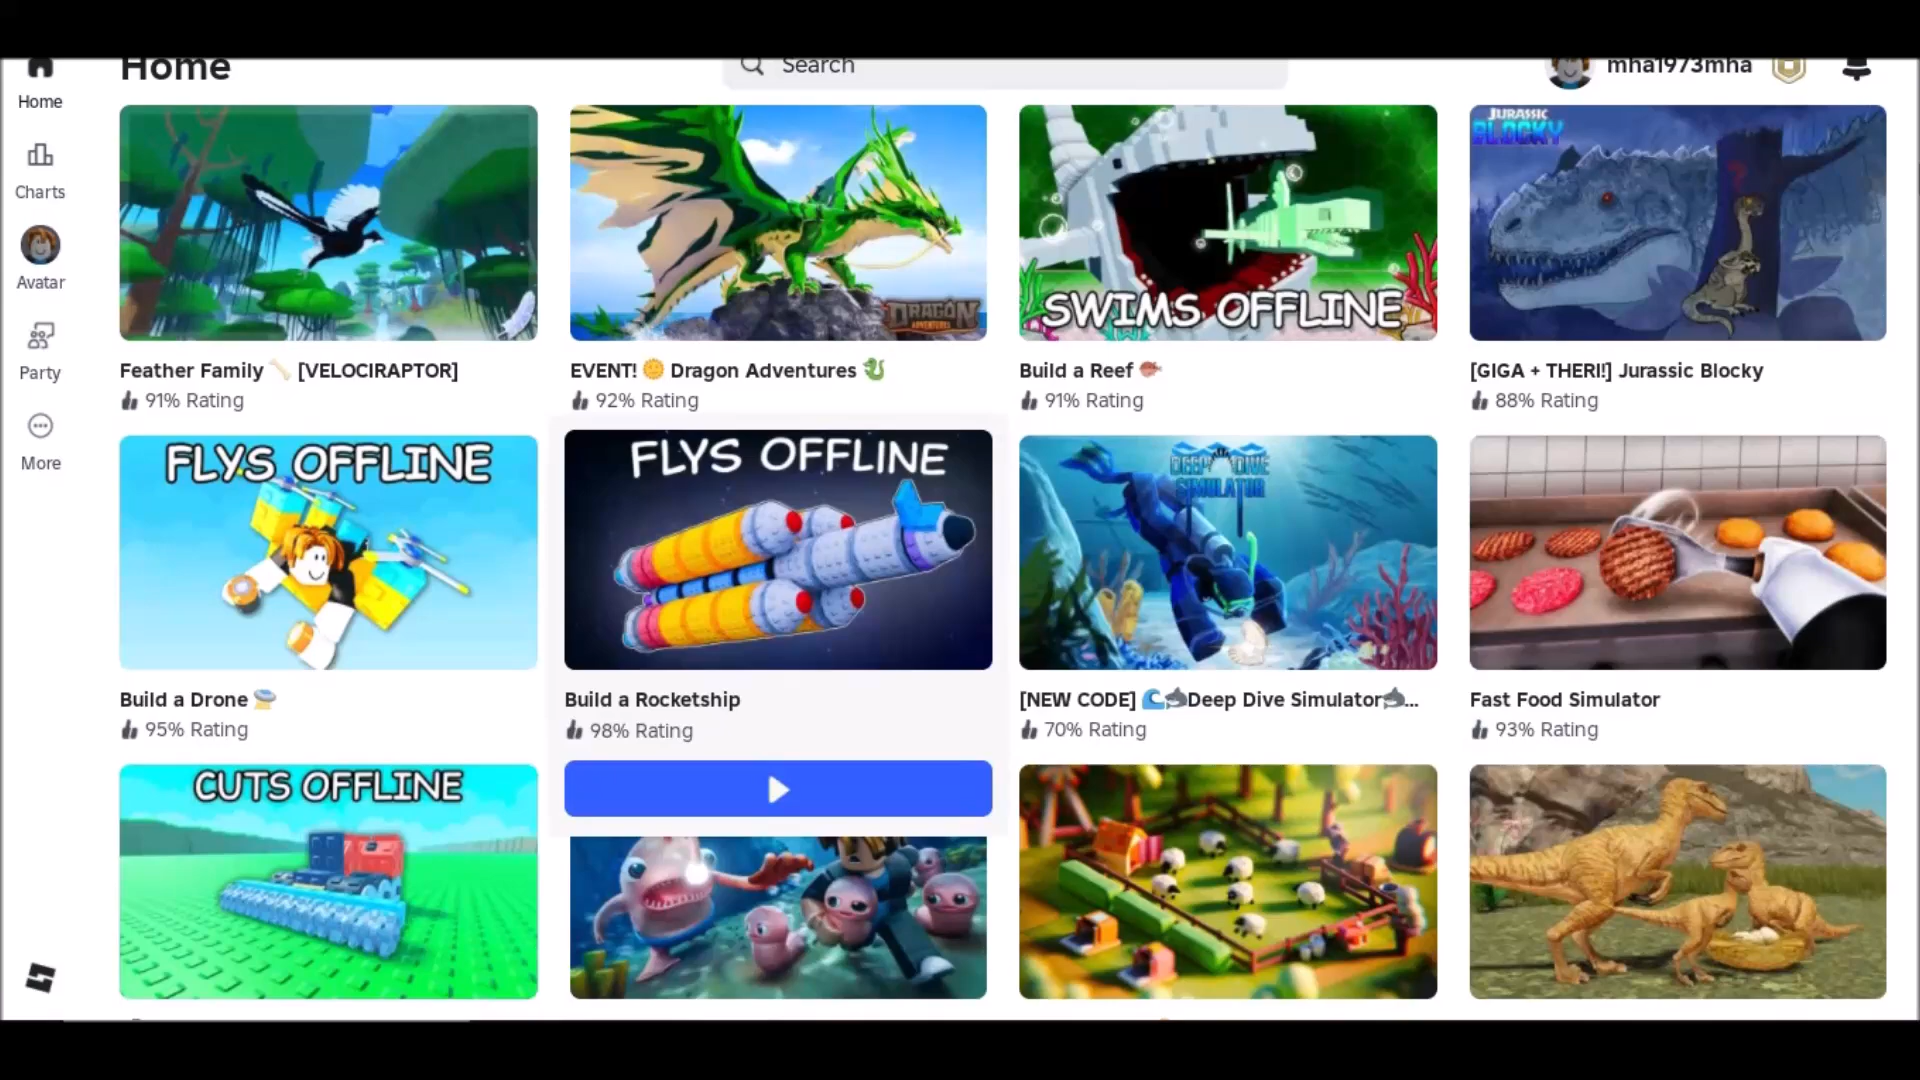 Home
Search
mha1973mha
Home
Charts
Avatar
Party
More
JURASSIC
BLOCKY
DRAGON
ADVENTURES
SWIMS OFFLINE
Feather Family 🦴 [VELOCIRAPTOR]
91% Rating
EVENT! 🌞 Dragon Adventures 🐉
92% Rating
Build a Reef 🐡
91% Rating
[GIGA + THERI!] Jurassic Blocky
88% Rating
FLYS OFFLINE
FLYS OFFLINE
DEEP DIVE
SIMULATOR
Build a Drone 🛸
95% Rating
Build a Rocketship
98% Rating
[NEW CODE] 🌊🦈Deep Dive Simulator🦈...
70% Rating
Fast Food Simulator
93% Rating
CUTS OFFLINE